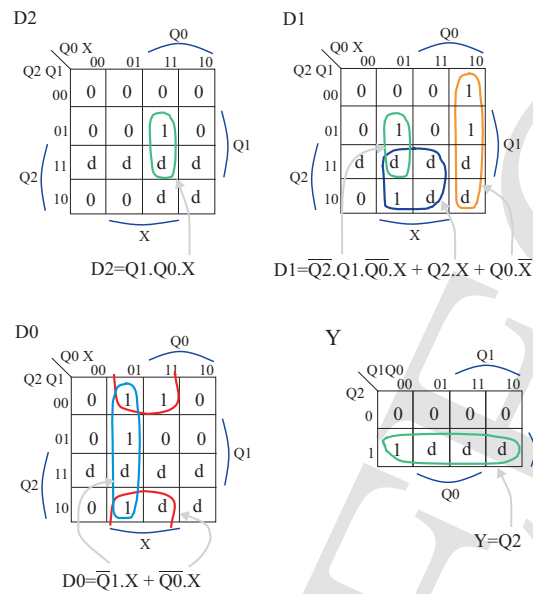 D2
Q0
Q0 X
00 01 11 10
Q2 Q1
00 0 0 0 0
01 0 0 1 0
Q1
11 d d d d
Q2
10 0 0 d d
X
D2=Q1.Q0.X
D1
Q0
Q0 X
00 01 11 10
Q2 Q1
00 0 0 0 1
01 0 1 0 1
Q1
11 d d d d
Q2
10 0 1 d d
X
D1=Q̅2̅.Q1.Q̅0̅.X + Q2.X + Q0.X̅
D0
Q0
Q0 X
00 01 11 10
Q2 Q1
00 0 1 1 0
01 0 1 0 0
Q1
11 d d d d
Q2
10 0 1 d d
X
D0=Q̅1.X + Q̅0̅.X
Y
Q1
Q1Q0
00 01 11 10
Q2
0 0 0 0 0
1 1 d d d
Q0
Y=Q2